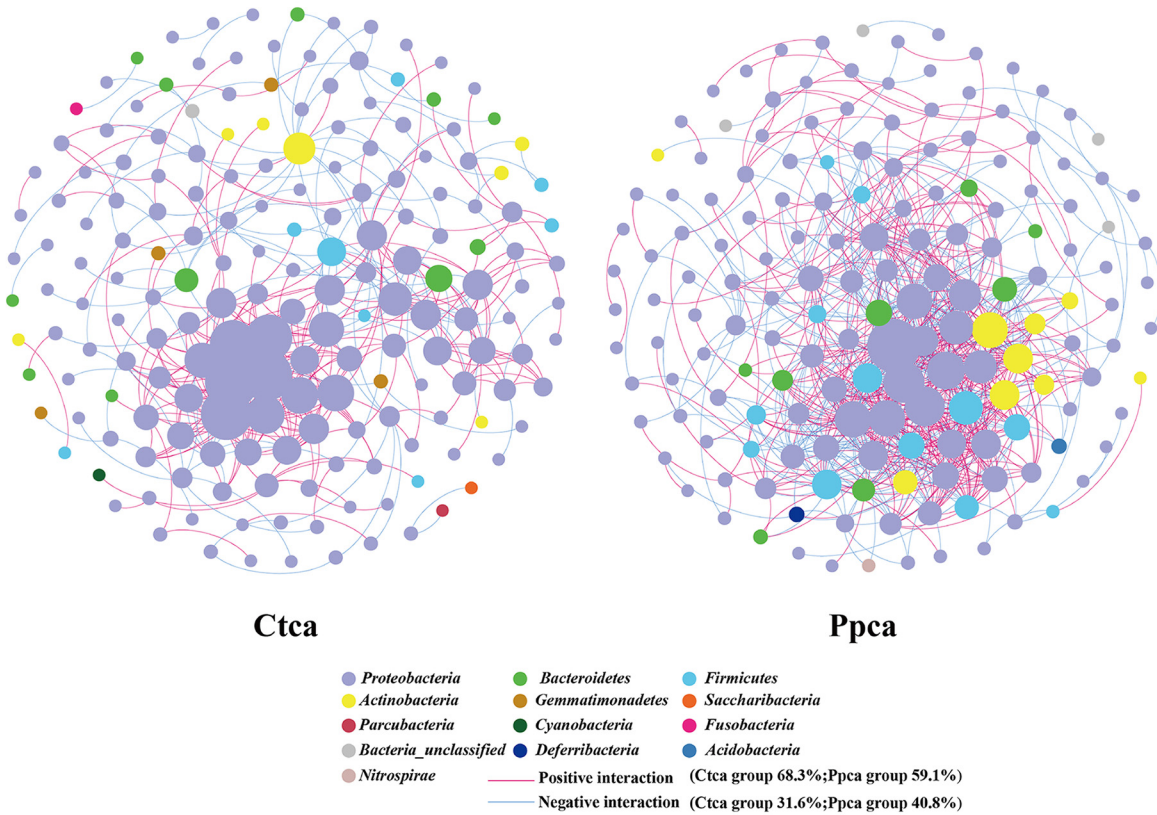 Ctca Ppca
Proteobacteria Bacteroidetes Firmicutes
Actinobacteria Gemmatimonadetes Saccharibacteria
Parcubacteria Cyanobacteria Fusobacteria
Bacteria_unclassified Deferribacteria Acidobacteria
Nitrospirae Positive interaction (Ctca group 68.3%;Ppca group 59.1%)
Negative interaction (Ctca group 31.6%;Ppca group 40.8%)